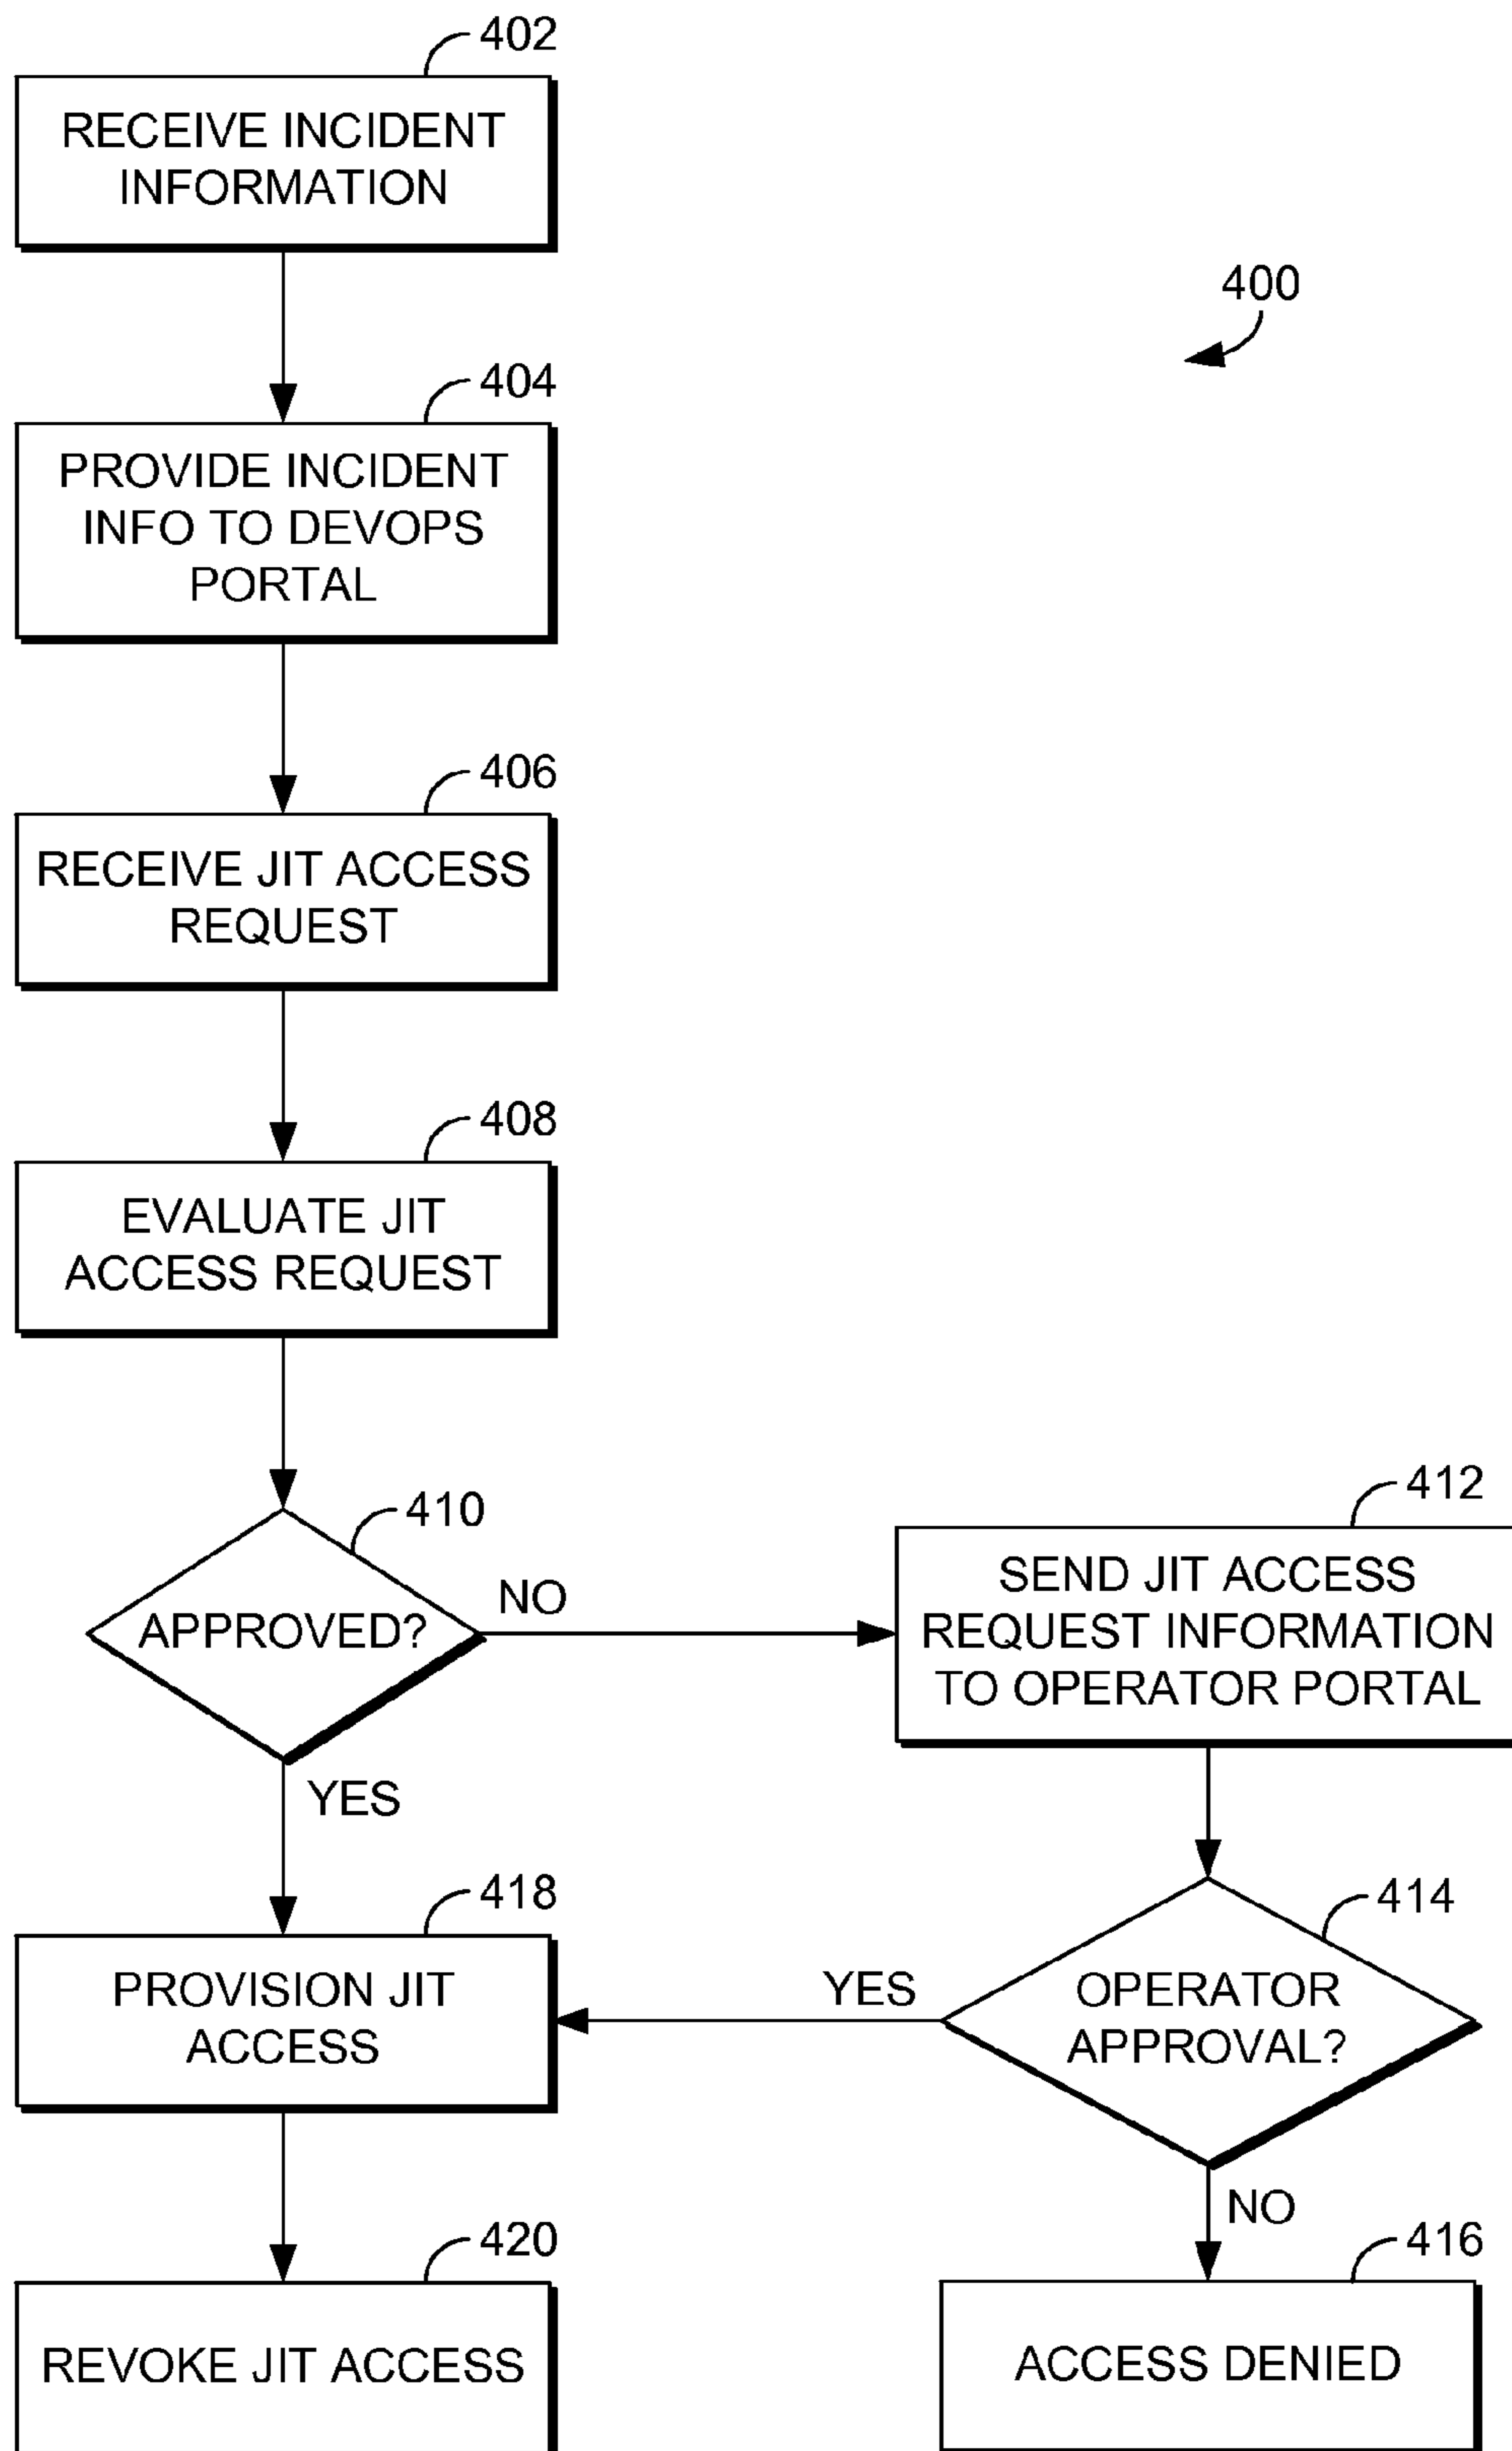 402
RECEIVE INCIDENT
INFORMATION
400
404
PROVIDE INCIDENT
INFO TO DEVOPS
PORTAL
406
RECEIVE JIT ACCESS
REQUEST
408
EVALUATE JIT
ACCESS REQUEST
410
APPROVED?
NO
YES
412
SEND JIT ACCESS
REQUEST INFORMATION
TO OPERATOR PORTAL
414
OPERATOR
APPROVAL?
YES
NO
418
PROVISION JIT
ACCESS
420
REVOKE JIT ACCESS
416
ACCESS DENIED